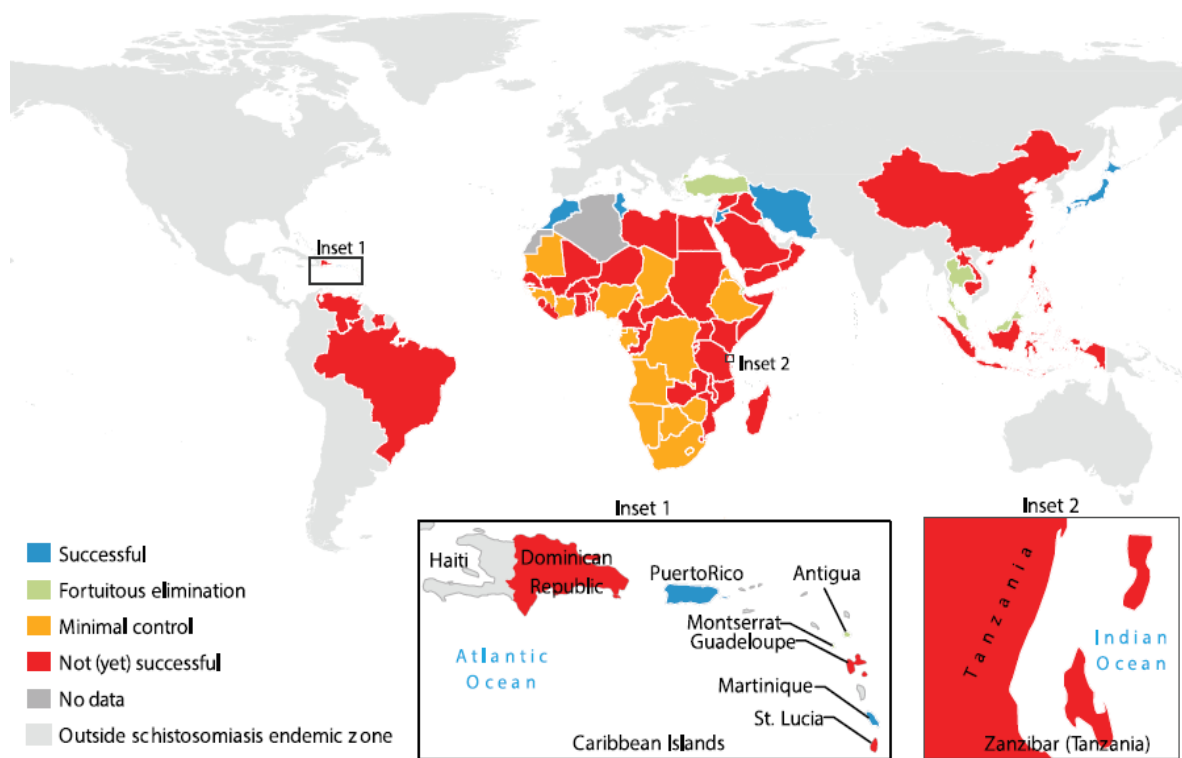 Inset 1
Inset 2
Successful
Fortuitous elimination
Minimal control
Not (yet) successful
No data
Outside schistosomiasis endemic zone
Inset 1
Haiti
Dominican
Republic
PuertoRico
Antigua
Montserrat
Guadeloupe
Atlantic
Ocean
Martinique
St. Lucia
Caribbean Islands
Inset 2
Tanzania
Indian
Ocean
Zanzibar (Tanzania)